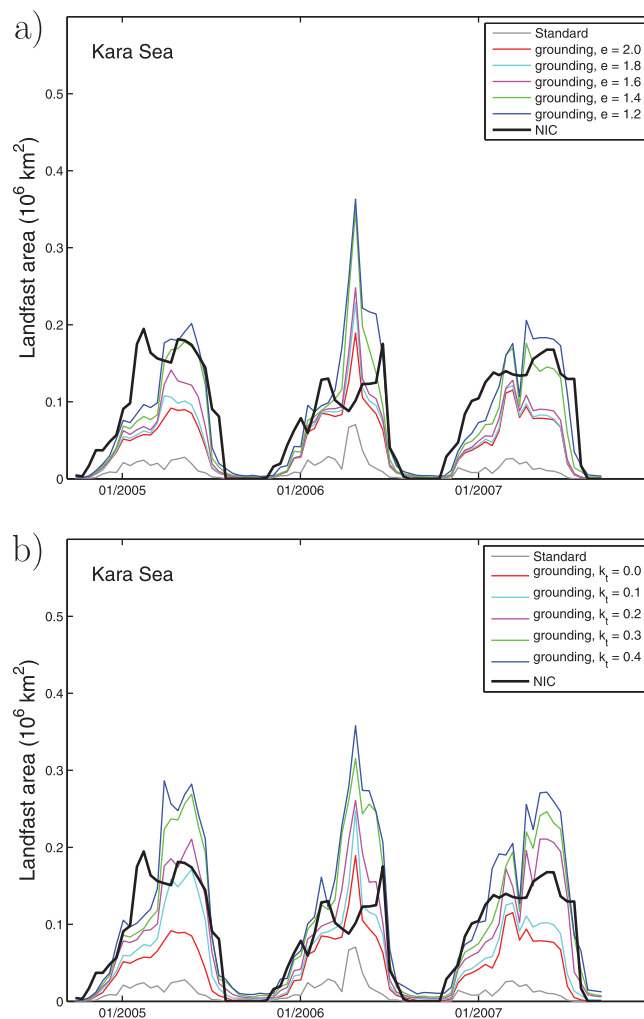 a)
Kara Sea
Standard
grounding, e = 2.0
grounding, e = 1.8
grounding, e = 1.6
grounding, e = 1.4
grounding, e = 1.2
NIC
Landfast area (10⁶ km²)
0.5
0.4
0.3
0.2
0.1
0
01/2005 01/2006 01/2007
b)
Kara Sea
Standard
grounding, kₜ = 0.0
grounding, kₜ = 0.1
grounding, kₜ = 0.2
grounding, kₜ = 0.3
grounding, kₜ = 0.4
NIC
Landfast area (10⁶ km²)
0.5
0.4
0.3
0.2
0.1
0
01/2005 01/2006 01/2007